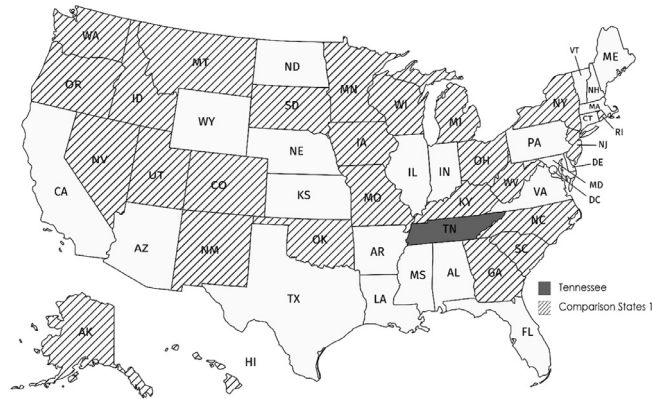 WA
MT
ND
MN
VT
ME
OR
ID
SD
WI
MI
NY
NH
MA
CT
RI
WY
IA
NE
PA
NJ
NV
UT
CO
IL
IN
OH
DE
CA
KS
MO
KY
WV
VA
MD
DC
AZ
NM
OK
AR
TN
NC
SC
MS
AL
GA
TX
LA
FL
AK
HI
Tennessee
Comparison States 1